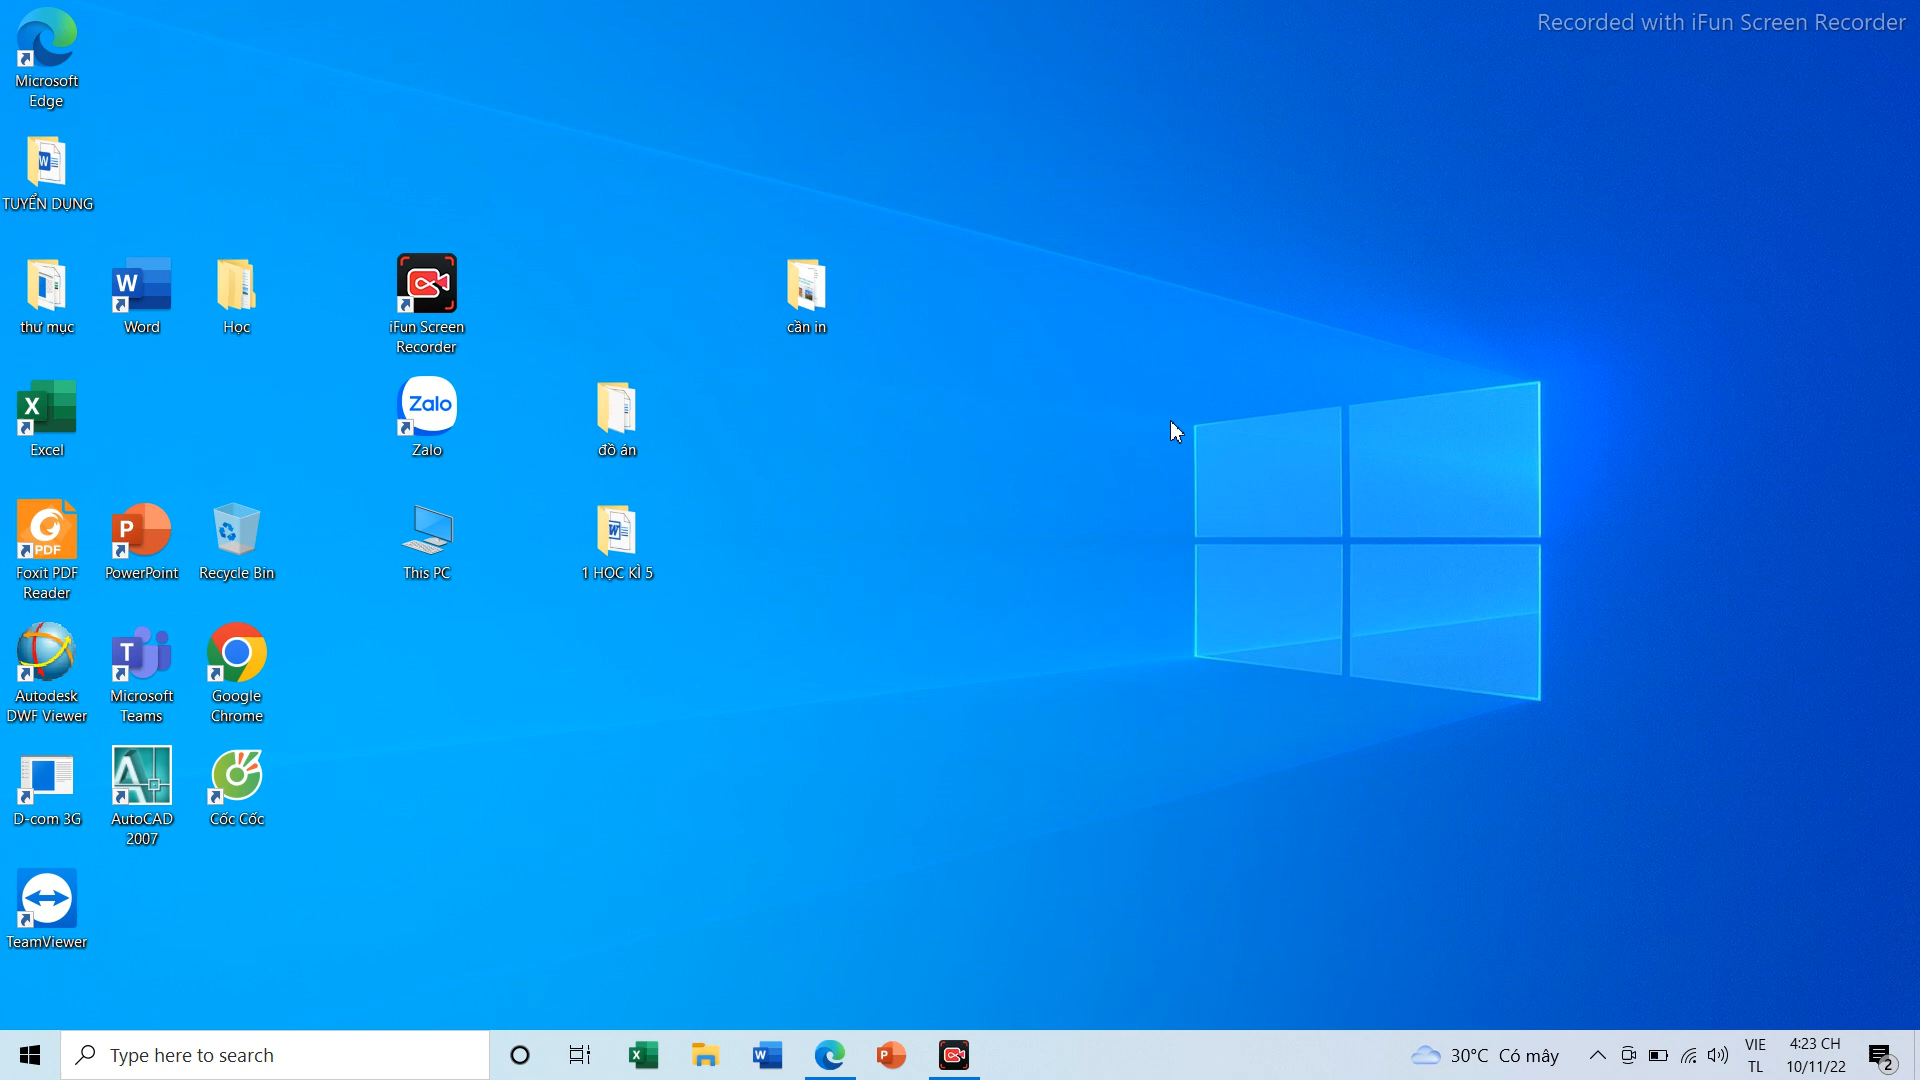 Recorded with iFun Screen Recorder
Microsoft
Edge
TUYỂN DỤNG
thư mục
Word
Học
iFun Screen
Recorder
cần in
Excel
Zalo
đồ án
Foxit PDF
Reader
PowerPoint
Recycle Bin
This PC
1 HỌC KÌ 5
Autodesk
DWF Viewer
Microsoft
Teams
Google
Chrome
D-com 3G
AutoCAD
2007
Cốc Cốc
TeamViewer
Type here to search
30°C Có mây
VIE
TL
4:23 CH
10/11/22
2